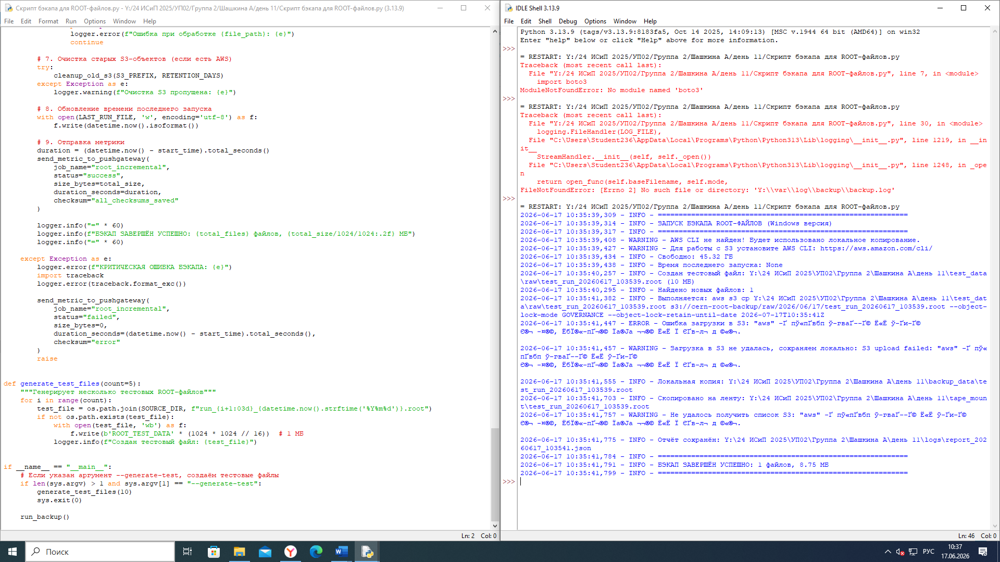 Скрипт бэкапа для ROOT-файлов.py - Y:/24 ИСиП 2025/УП02/Группа 2/Шашкина А/день 11/Скрипт бэкапа для ROOT-файлов.py (3.13.9)
File Edit Format Run Options Window Help
logger.error(f"Ошибка при обработке {file_path}: {e}")
continue
# 7. Очистка старых S3-объектов (если есть AWS)
try:
cleanup_old_s3(S3_PREFIX, RETENTION_DAYS)
except Exception as e:
logger.warning(f"Очистка S3 пропущена: {e}")
# 8. Обновление времени последнего запуска
with open(LAST_RUN_FILE, 'w', encoding='utf-8') as f:
f.write(datetime.now().isoformat())
# 9. Отправка метрики
duration = (datetime.now() - start_time).total_seconds()
send_metric_to_pushgateway(
job_name="root_incremental",
status="success",
size_bytes=total_size,
duration_seconds=duration,
checksum="all_checksums_saved"
)
logger.info("=" * 60)
logger.info(f"БЭКАП ЗАВЕРШЁН УСПЕШНО: {total_files} файлов, {total_size/1024/1024:.2f} МБ")
logger.info("=" * 60)
except Exception as e:
logger.error(f"КРИТИЧЕСКАЯ ОШИБКА БЭКАПА: {e}")
import traceback
logger.error(traceback.format_exc())
send_metric_to_pushgateway(
job_name="root_incremental",
status="failed",
size_bytes=0,
duration_seconds=(datetime.now() - start_time).total_seconds(),
checksum="error"
)
raise
def generate_test_files(count=5):
"""Генерирует несколько тестовых ROOT-файлов"""
for i in range(count):
test_file = os.path.join(SOURCE_DIR, f"run_{i+1:03d}_{datetime.now().strftime('%Y%m%d')}.root")
if not os.path.exists(test_file):
with open(test_file, 'wb') as f:
f.write(b'ROOT_TEST_DATA' * (1024 * 1024 // 16))  # 1 МБ
logger.info(f"Создан тестовый файл: {test_file}")
if __name__ == "__main__":
# Если указан аргумент --generate-test, создаём тестовые файлы
if len(sys.argv) > 1 and sys.argv[1] == "--generate-test":
generate_test_files(10)
sys.exit(0)
run_backup()
Ln: 2 Col: 0
IDLE Shell 3.13.9
File Edit Shell Debug Options Window Help
Python 3.13.9 (tags/v3.13.9:8183fa5, Oct 14 2025, 14:09:13) [MSC v.1944 64 bit (AMD64)] on win32
Enter "help" below or click "Help" above for more information.
>>>
= RESTART: Y:/24 ИСиП 2025/УП02/Группа 2/Шашкина А/день 11/Скрипт бэкапа для ROOT-файлов.py
Traceback (most recent call last):
File "Y:/24 ИСиП 2025/УП02/Группа 2/Шашкина А/день 11/Скрипт бэкапа для ROOT-файлов.py", line 7, in <module>
import boto3
ModuleNotFoundError: No module named 'boto3'
>>>
= RESTART: Y:/24 ИСиП 2025/УП02/Группа 2/Шашкина А/день 11/Скрипт бэкапа для ROOT-файлов.py
Traceback (most recent call last):
File "Y:/24 ИСиП 2025/УП02/Группа 2/Шашкина А/день 11/Скрипт бэкапа для ROOT-файлов.py", line 30, in <module>
logging.FileHandler(LOG_FILE),
File "C:\Users\Student236\AppData\Local\Programs\Python\Python313\Lib\logging\__init__.py", line 1219, in __in
it__
StreamHandler.__init__(self, self._open())
File "C:\Users\Student236\AppData\Local\Programs\Python\Python313\Lib\logging\__init__.py", line 1248, in _ope
n
return open_func(self.baseFilename, self.mode,
FileNotFoundError: [Errno 2] No such file or directory: 'Y:\\var\\log\\backup\\backup.log'
>>>
= RESTART: Y:/24 ИСиП 2025/УП02/Группа 2/Шашкина А/день 11/Скрипт бэкапа для ROOT-файлов.py
2026-06-17 10:35:39,309 - INFO - ============================================================
2026-06-17 10:35:39,314 - INFO - ЗАПУСК БЭКАПА ROOT-ФАЙЛОВ (Windows версия)
2026-06-17 10:35:39,317 - INFO - ============================================================
2026-06-17 10:35:39,408 - WARNING - AWS CLI не найден! Будет использовано локальное копирование.
2026-06-17 10:35:39,427 - WARNING - Для работы с S3 установите AWS CLI: https://aws.amazon.com/cli/
2026-06-17 10:35:39,434 - INFO - Свободно: 45.32 ГБ
2026-06-17 10:35:39,438 - INFO - Время последнего запуска: None
2026-06-17 10:35:40,257 - INFO - Создан тестовый файл: Y:\24 ИСиП 2025\УП02\Группа 2\Шашкина А\день 11\test_data
\raw\test_run_20260617_103539.root (10 МБ)
2026-06-17 10:35:40,295 - INFO - Найдено новых файлов: 1
2026-06-17 10:35:41,382 - INFO - Выполняется: aws s3 cp Y:\24 ИСиП 2025\УП02\Группа 2\Шашкина А\день 11\test_dat
a\raw\test_run_20260617_103539.root s3://cern-root-backup/raw/2026/06/17/test_run_20260617_103539.root --object-
lock-mode GOVERNANCE --object-lock-retain-until-date 2026-07-17T10:35:41Z
2026-06-17 10:35:41,447 - ERROR - Ошибка загрузки в S3: "aws"
2026-06-17 10:35:41,457 - WARNING - Загрузка в S3 не удалась, сохраняем локально: S3 upload failed: "aws"
2026-06-17 10:35:41,555 - INFO - Локальная копия: Y:\24 ИСиП 2025\УП02\Группа 2\Шашкина А\день 11\backup_data\te
st_run_20260617_103539.root
2026-06-17 10:35:41,703 - INFO - Скопировано на ленту: Y:\24 ИСиП 2025\УП02\Группа 2\Шашкина А\день 11\tape_moun
t\test_run_20260617_103539.root
2026-06-17 10:35:41,757 - WARNING - Не удалось получить список S3: "aws"
2026-06-17 10:35:41,775 - INFO - Отчёт сохранён: Y:\24 ИСиП 2025\УП02\Группа 2\Шашкина А\день 11\logs\report_202
60617_103541.json
2026-06-17 10:35:41,784 - INFO - ============================================================
2026-06-17 10:35:41,791 - INFO - БЭКАП ЗАВЕРШЁН УСПЕШНО: 1 файлов, 8.75 МБ
2026-06-17 10:35:41,799 - INFO - ============================================================
>>>
Ln: 46 Col: 0
Поиск
РУС
10:37
17.06.2026